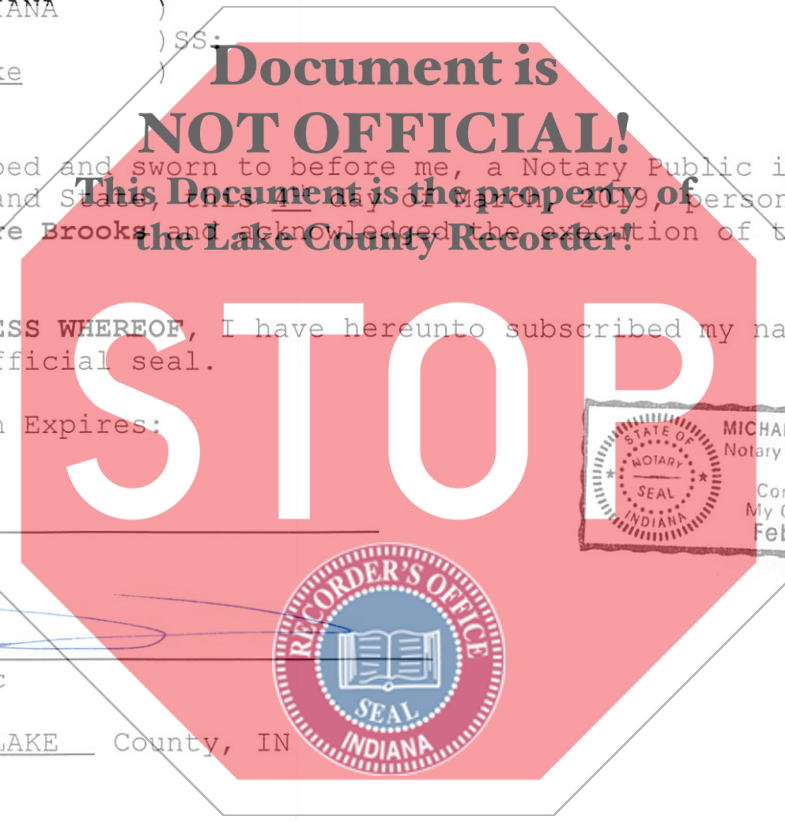 IANA )
)SS:
ke )
Document is
NOT OFFICIAL!
bed and sworn to before me, a Notary Public i
This Document is the property of
and State, this 4th day of March, 2019, person
the Lake County Recorder!
re Brooks and acknowledged the execution of t
ESS WHEREOF, I have hereunto subscribed my na
fficial seal.
STOP
n Expires:
STATE OF INDIANA
NOTARY
SEAL
MICHA
Notary
Co
My C
Feb
RECORDER'S OFFICE
SEAL
INDIANA
c
LAKE County, IN